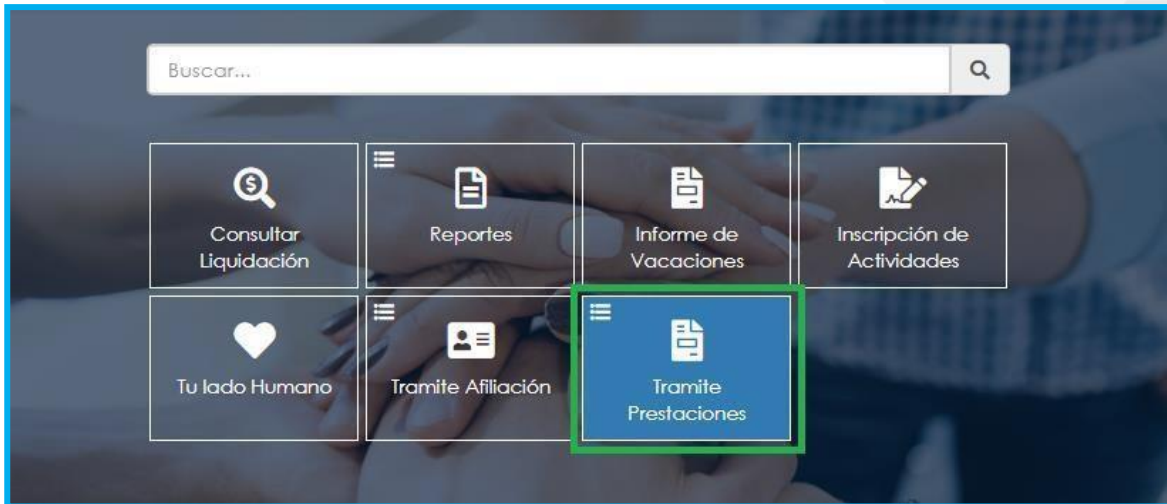 Buscar...
Consultar
Liquidación
Reportes
Informe de
Vacaciones
Inscripción de
Actividades
Tu lado Humano
Tramite Afiliación
Tramite
Prestaciones